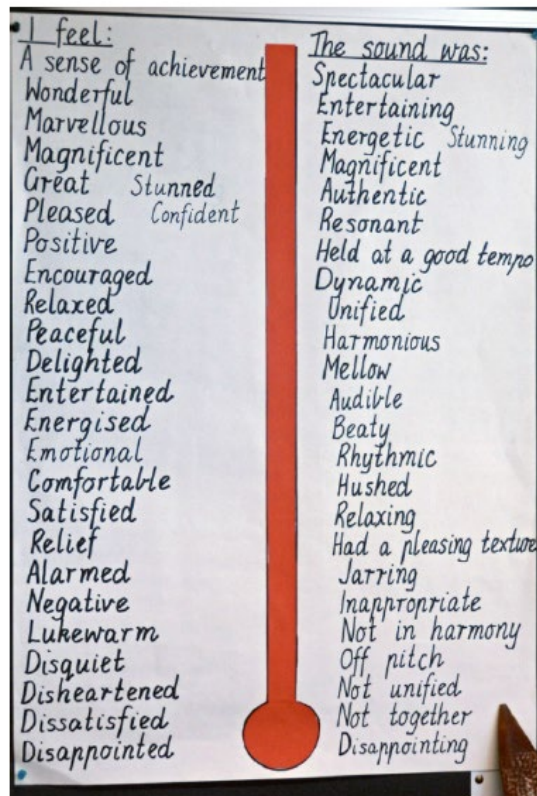 I feel:
A sense of achievement
Wonderful
Marvellous
Magnificent
Great Stunned
Pleased Confident
Positive
Encouraged
Relaxed
Peaceful
Delighted
Entertained
Energised
Emotional
Comfortable
Satisfied
Relief
Alarmed
Negative
Lukewarm
Disquiet
Disheartened
Dissatisfied
Disappointed
The sound was:
Spectacular
Entertaining
Energetic Stunning
Magnificent
Authentic
Resonant
Held at a good tempo
Dynamic
Unified
Harmonious
Mellow
Audible
Beaty
Rhythmic
Hushed
Relaxing
Had a pleasing texture
Jarring
Inappropriate
Not in harmony
Off pitch
Not unified
Not together
Disappointing